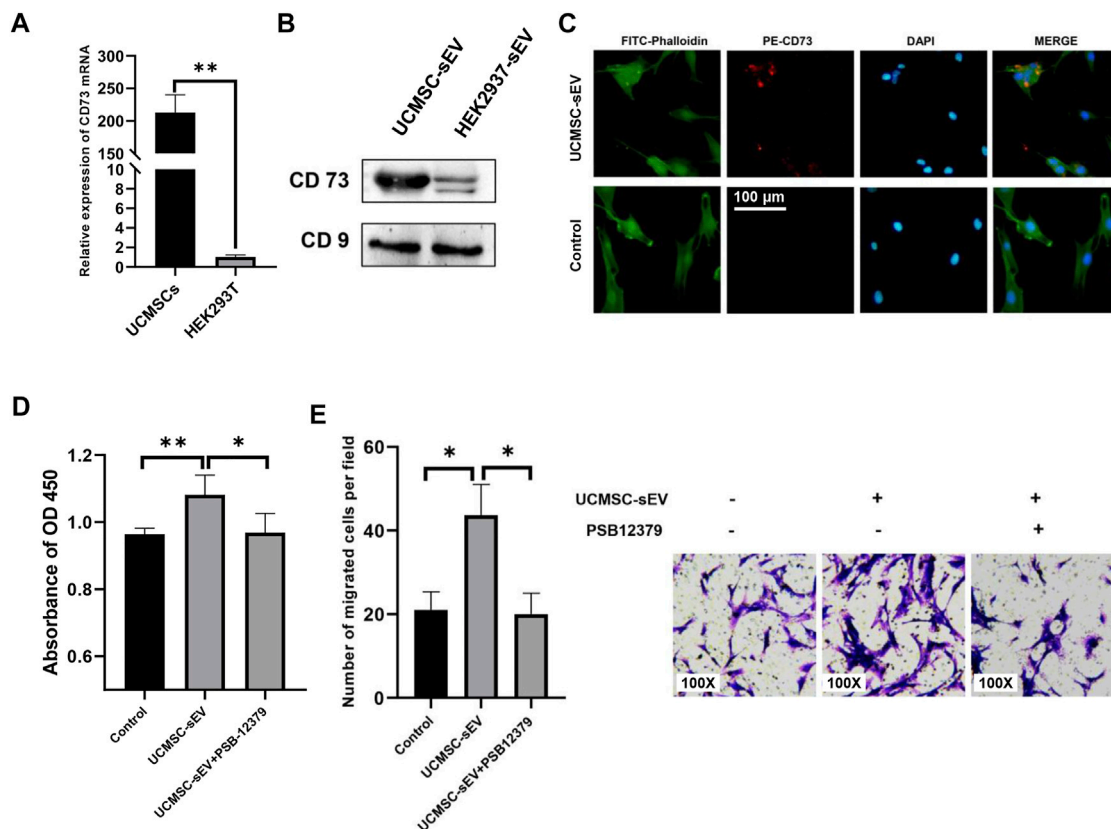 A
Relative expression of CD73 mRNA
250
200
150
10
8
6
4
2
0
**
UCMSCs
HEK293T
B
UCMSC-sEV
HEK2937-sEV
CD 73
CD 9
C
FITC-Phalloidin
PE-CD73
DAPI
MERGE
UCMSC-sEV
Control
100 µm
D
Absorbance of OD 450
1.2
1.0
0.8
0.6
**
*
Control
UCMSC-sEV
UCMSC-sEV+PSB-12379
E
Number of migrated cells per field
60
40
20
0
*
*
Control
UCMSC-sEV
UCMSC-sEV+PSB12379
UCMSC-sEV - + +
PSB12379 - - +
100X
100X
100X